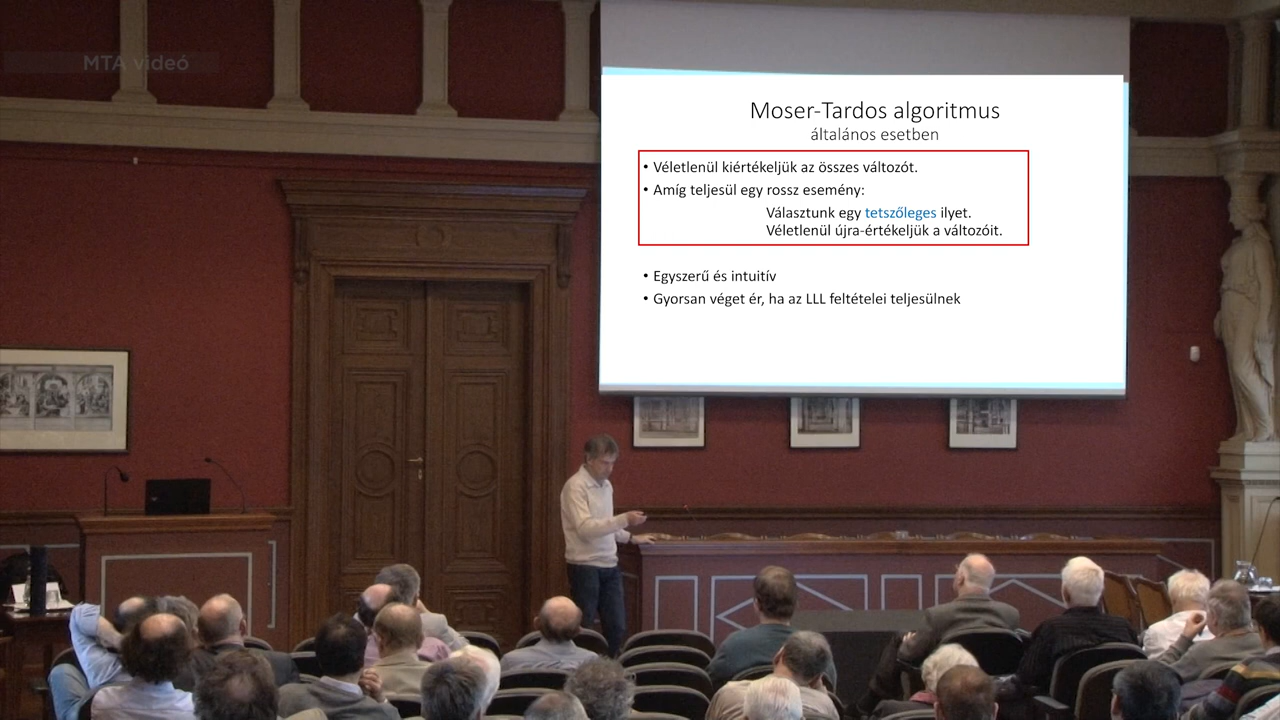 MTA videó
Moser-Tardos algoritmus
általános esetben
• Véletlenül kiértékeljük az összes változót.
• Amíg teljesül egy rossz esemény:
Választunk egy tetszőleges ilyet.
Véletlenül újra-értékeljük a változóit.
• Egyszerű és intuitív
• Gyorsan véget ér, ha az LLL feltételei teljesülnek